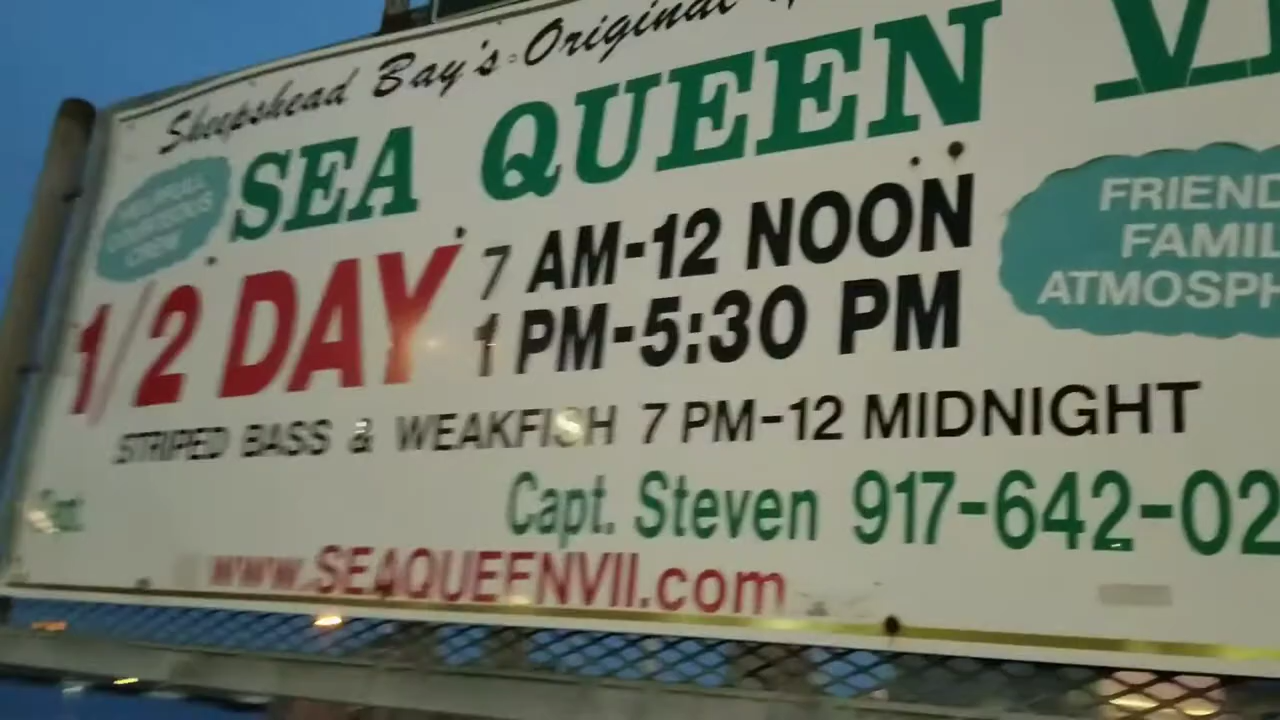 Sheepshead Bay's Original
SEA QUEEN VI
FRIEND
FAMIL
ATMOSPH
1/2 DAY 7 AM-12 NOON
1 PM-5:30 PM
STRIPED BASS & WEAKFISH 7 PM-12 MIDNIGHT
Capt. Steven 917-642-02
www.SEAQUEENVII.com